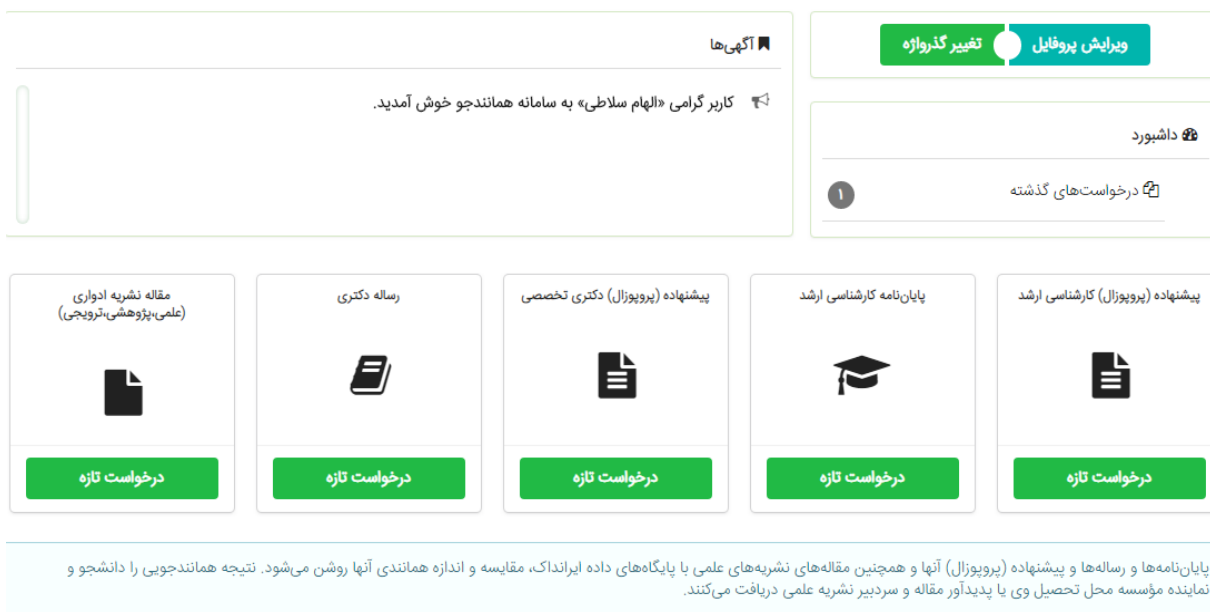 ویرایش پروفایل
تغییر گذرواژه
آگهی‌ها
کاربر گرامی «الهام سلاطی» به سامانه همانندجو خوش آمدید.
داشبورد
درخواست‌های گذشته
۱
پیشنهاده (پروپوزال) کارشناسی ارشد
درخواست تازه
پایان‌نامه کارشناسی ارشد
درخواست تازه
پیشنهاده (پروپوزال) دکتری تخصصی
درخواست تازه
رساله دکتری
درخواست تازه
مقاله نشریه ادواری
(علمی،پژوهشی،ترویجی)
درخواست تازه
پایان‌نامه‌ها و رساله‌ها و پیشنهاده (پروپوزال) آنها و همچنین مقاله‌های نشریه‌های علمی با پایگاه‌های داده ایرانداک، مقایسه و اندازه همانندی آنها روشن می‌شود. نتیجه همانندجویی را دانشجو و
نماینده مؤسسه محل تحصیل وی یا پدیدآور مقاله و سردبیر نشریه علمی دریافت می‌کنند.